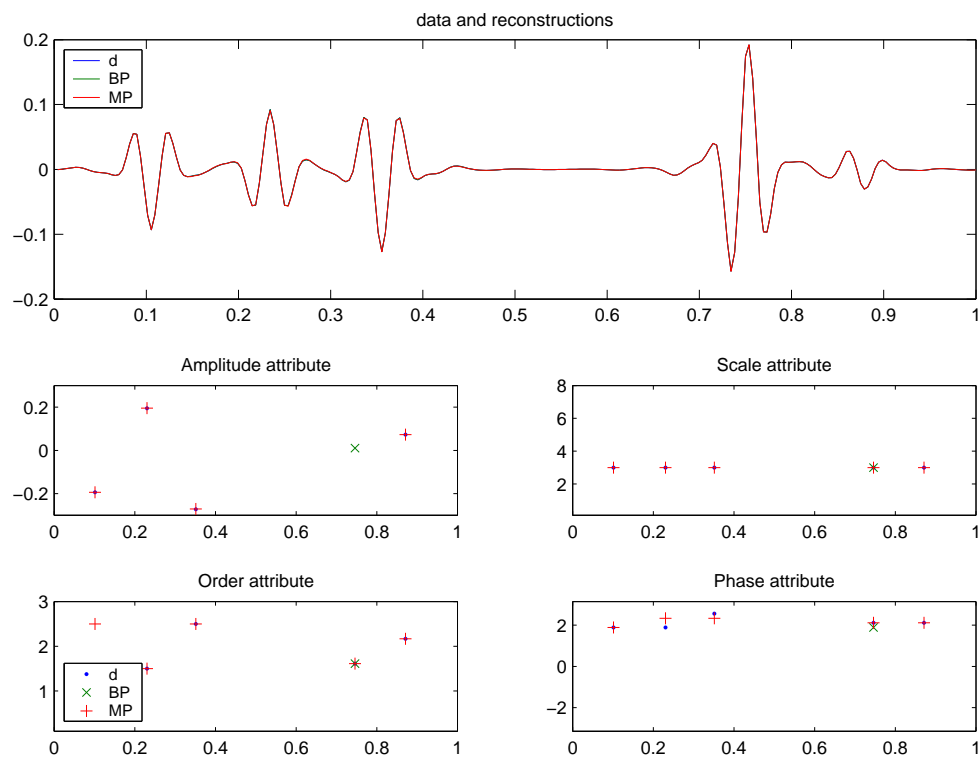 data and reconstructions
0.2
0.1
0
−0.1
−0.2
d
BP
MP
0 0.1 0.2 0.3 0.4 0.5 0.6 0.7 0.8 0.9 1
Amplitude attribute
0.2
0
−0.2
0 0.2 0.4 0.6 0.8 1
Scale attribute
8
6
4
2
0 0.2 0.4 0.6 0.8 1
Order attribute
3
2
1
d
BP
MP
0 0.2 0.4 0.6 0.8 1
Phase attribute
2
0
−2
0 0.2 0.4 0.6 0.8 1